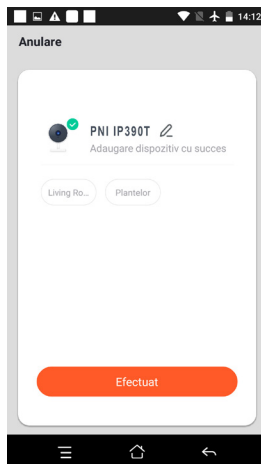 14:12
Anulare
PNI IP390T
Adaugare dispozitiv cu succes
Living Ro... Plantelor
Efectuat